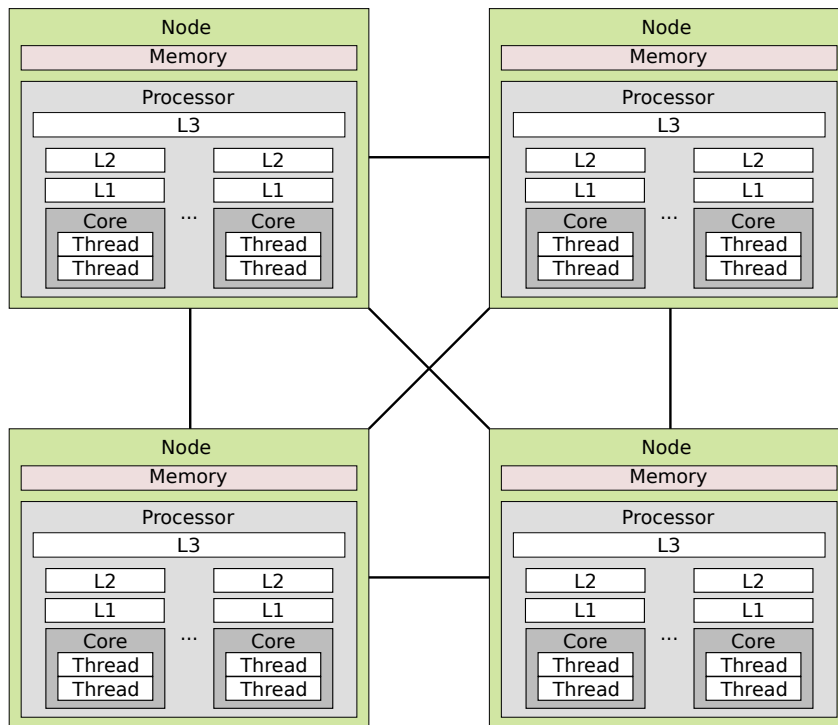 Node Node
Memory Memory
Processor Processor
L3 L3
L2 L2 L2 L2
L1 ... L1 L1 ... L1
Core Core Core Core
Thread Thread Thread Thread
Thread Thread Thread Thread
Node Node
Memory Memory
Processor Processor
L3 L3
L2 L2 L2 L2
L1 ... L1 L1 ... L1
Core Core Core Core
Thread Thread Thread Thread
Thread Thread Thread Thread